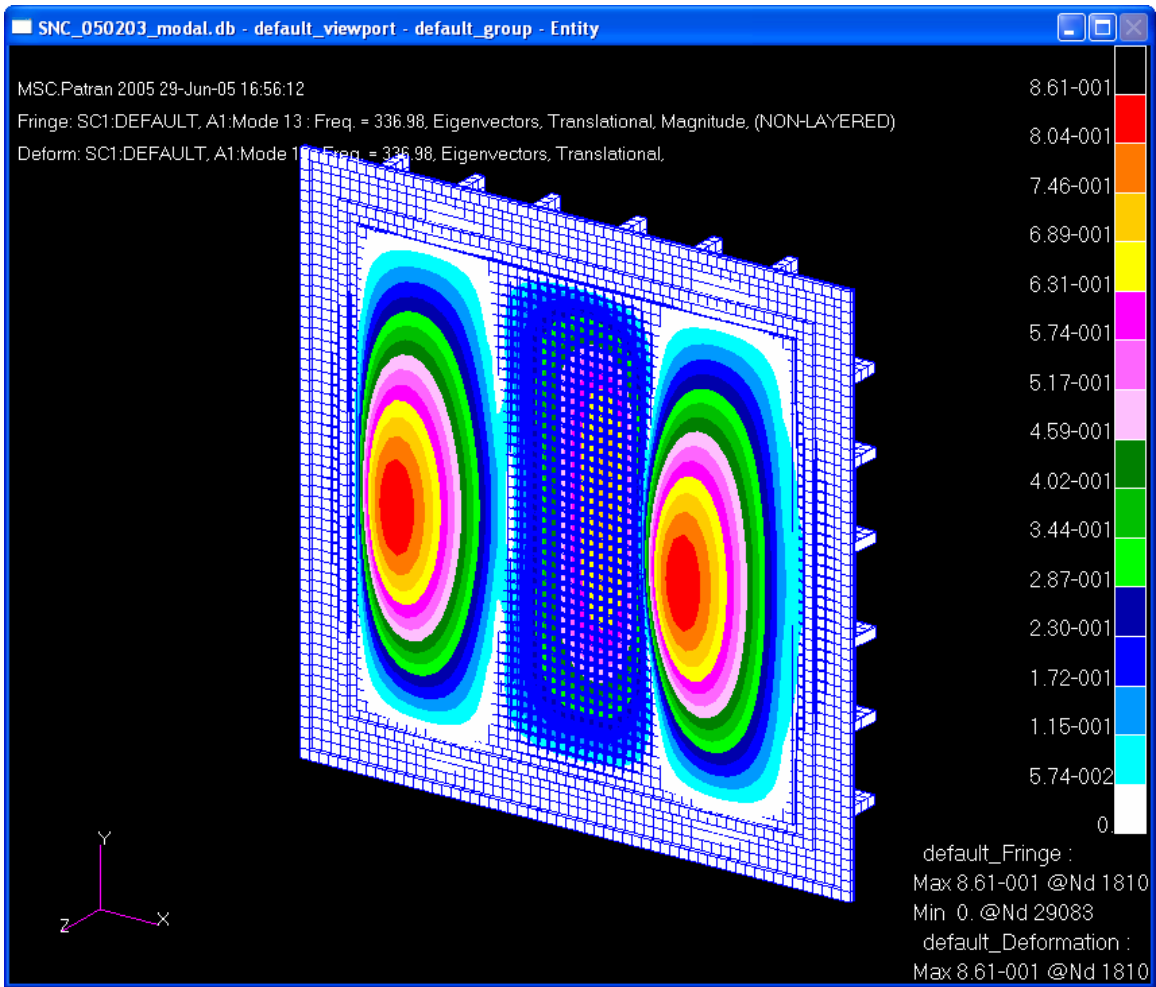 SNC_050203_modal.db - default_viewport - default_group - Entity
MSC.Patran 2005 29-Jun-05 16:56:12
Fringe: SC1:DEFAULT, A1:Mode 13 : Freq. = 336.98, Eigenvectors, Translational, Magnitude, (NON-LAYERED)
Deform: SC1:DEFAULT, A1:Mode 1 Freq. = 336.98, Eigenvectors, Translational,
8.61-001
8.04-001
7.46-001
6.89-001
6.31-001
5.74-001
5.17-001
4.59-001
4.02-001
3.44-001
2.87-001
2.30-001
1.72-001
1.15-001
5.74-002
0.
default_Fringe :
Max 8.61-001 @Nd 1810
Min 0. @Nd 29083
default_Deformation :
Max 8.61-001 @Nd 1810
Y
Z
X